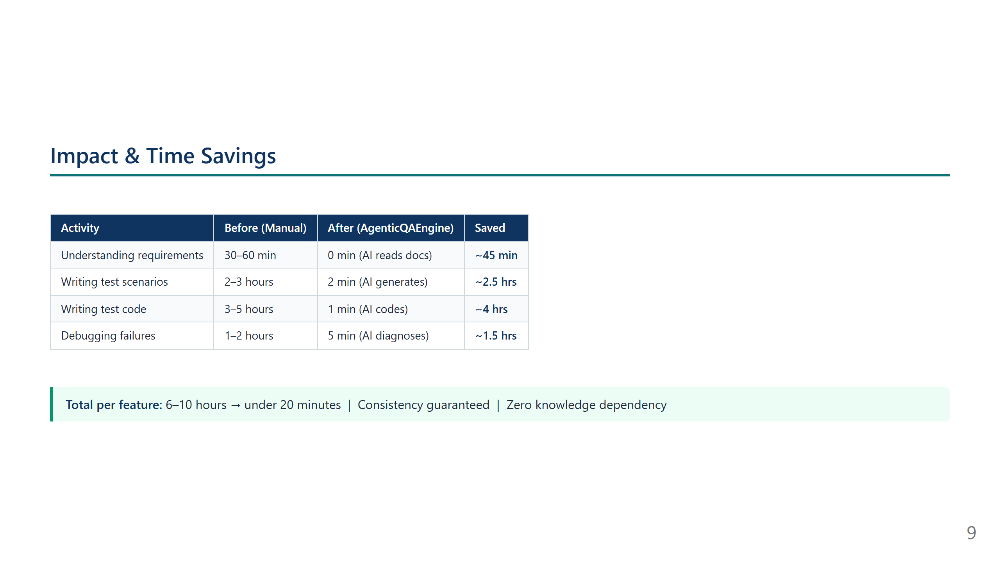 Impact & Time Savings
Activity Before (Manual) After (AgenticQAEngine) Saved
Understanding requirements 30–60 min 0 min (AI reads docs) ~45 min
Writing test scenarios 2–3 hours 2 min (AI generates) ~2.5 hrs
Writing test code 3–5 hours 1 min (AI codes) ~4 hrs
Debugging failures 1–2 hours 5 min (AI diagnoses) ~1.5 hrs
Total per feature: 6–10 hours → under 20 minutes | Consistency guaranteed | Zero knowledge dependency
9